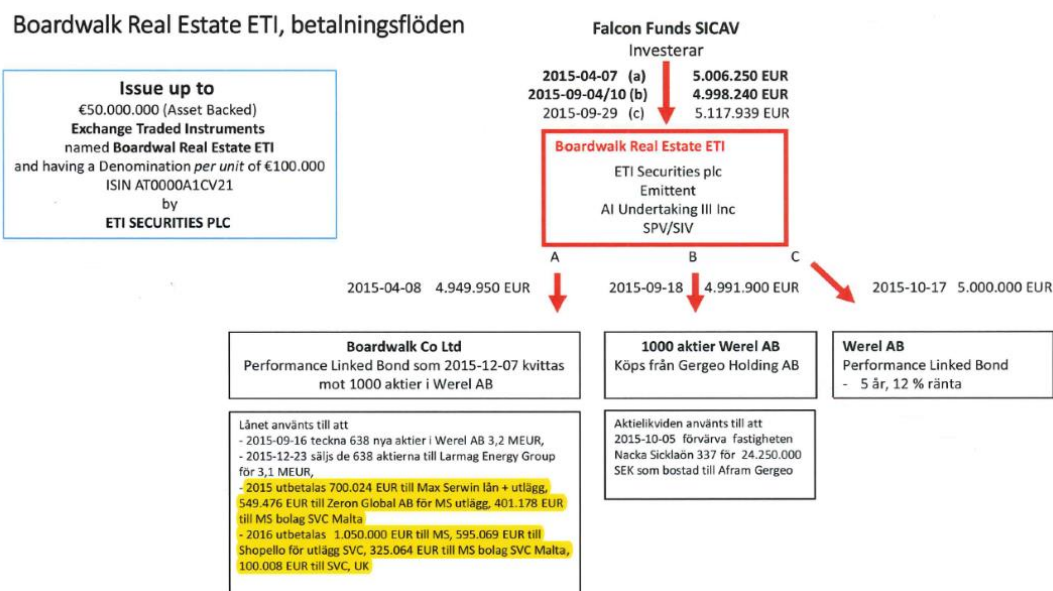 Boardwalk Real Estate ETI, betalningsflöden
Issue up to
€50.000.000 (Asset Backed)
Exchange Traded Instruments
named Boardwal Real Estate ETI
and having a Denomination per unit of €100.000
ISIN AT0000A1CV21
by
ETI SECURITIES PLC
Falcon Funds SICAV
Investerar
2015-04-07 (a) 5.006.250 EUR
2015-09-04/10 (b) 4.998.240 EUR
2015-09-29 (c) 5.117.939 EUR
Boardwalk Real Estate ETI
ETI Securities plc
Emittent
AI Undertaking III Inc
SPV/SIV
A B C
2015-04-08 4.949.950 EUR
2015-09-18 4.991.900 EUR
2015-10-17 5.000.000 EUR
Boardwalk Co Ltd
Performance Linked Bond som 2015-12-07 kvittas
mot 1000 aktier i Werel AB
Lånet använts till att
- 2015-09-16 teckna 638 nya aktier i Werel AB 3,2 MEUR,
- 2015-12-23 säljs de 638 aktierna till Larmag Energy Group
för 3,1 MEUR,
- 2015 utbetalas 700.024 EUR till Max Serwin lån + utlägg,
549.476 EUR till Zeron Global AB för MS utlägg, 401.178 EUR
till MS bolag SVC Malta
- 2016 utbetalas 1.050.000 EUR till MS, 595.069 EUR till
Shopello för utlägg SVC, 325.064 EUR till MS bolag SVC Malta,
100.008 EUR till SVC, UK
1000 aktier Werel AB
Köps från Gergeo Holding AB
Aktielikviden använts till att
2015-10-05 förvärva fastigheten
Nacka Sicklaön 337 för 24.250.000
SEK som bostad till Afram Gergeo
Werel AB
Performance Linked Bond
- 5 år, 12 % ränta